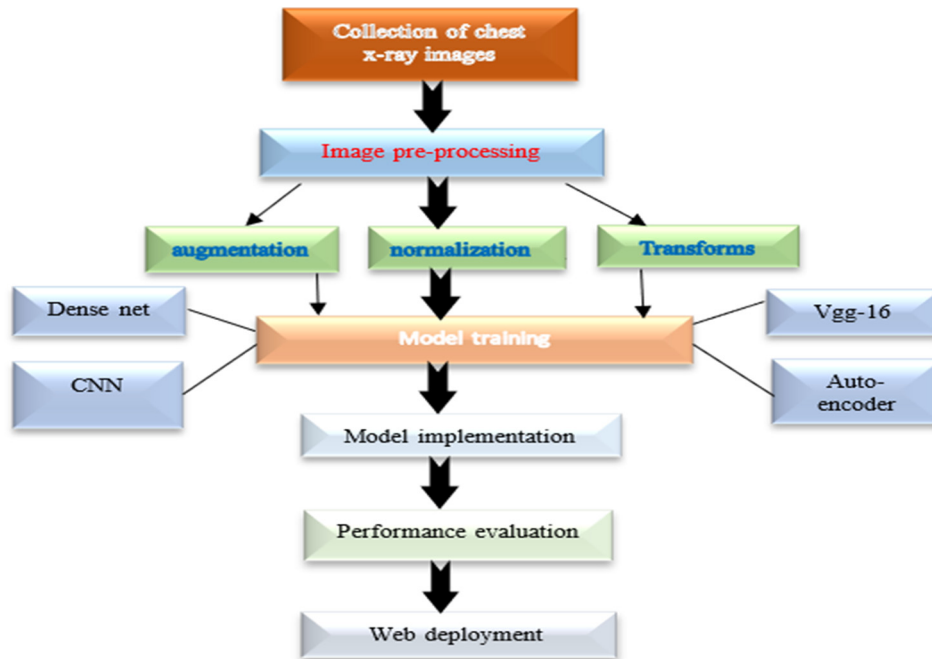 Collection of chest
x-ray images
Image pre-processing
augmentation
normalization
Transforms
Dense net
Vgg-16
Model training
CNN
Auto-
encoder
Model implementation
Performance evaluation
Web deployment